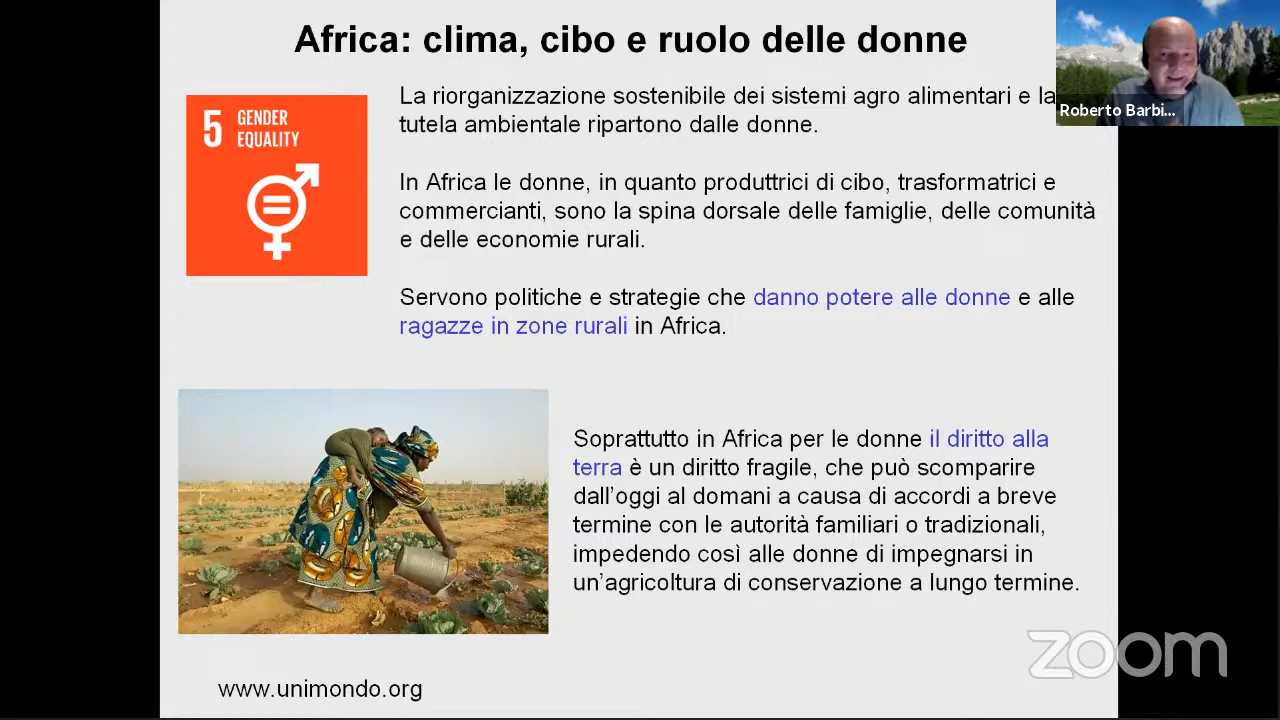 Africa: clima, cibo e ruolo delle donne
5 GENDER
EQUALITY
La riorganizzazione sostenibile dei sistemi agro alimentari e la
tutela ambientale ripartono dalle donne.
In Africa le donne, in quanto produttrici di cibo, trasformatrici e
commercianti, sono la spina dorsale delle famiglie, delle comunità
e delle economie rurali.
Servono politiche e strategie che danno potere alle donne e alle
ragazze in zone rurali in Africa.
Roberto Barbi...
Soprattutto in Africa per le donne il diritto alla
terra è un diritto fragile, che può scomparire
dall'oggi al domani a causa di accordi a breve
termine con le autorità familiari o tradizionali,
impedendo così alle donne di impegnarsi in
un'agricoltura di conservazione a lungo termine.
zoom
www.unimondo.org